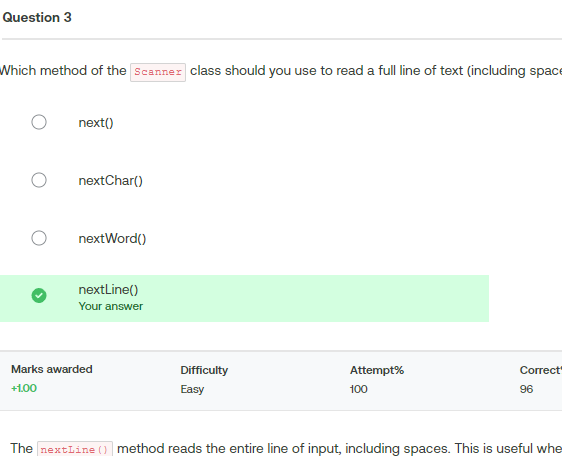 Question 3
Which method of the Scanner class should you use to read a full line of text (including space
next()
nextChar()
nextWord()
nextLine()
Your answer
Marks awarded Difficulty Attempt% Correct
+1.00 Easy 100 96
The nextLine() method reads the entire line of input, including spaces. This is useful whe